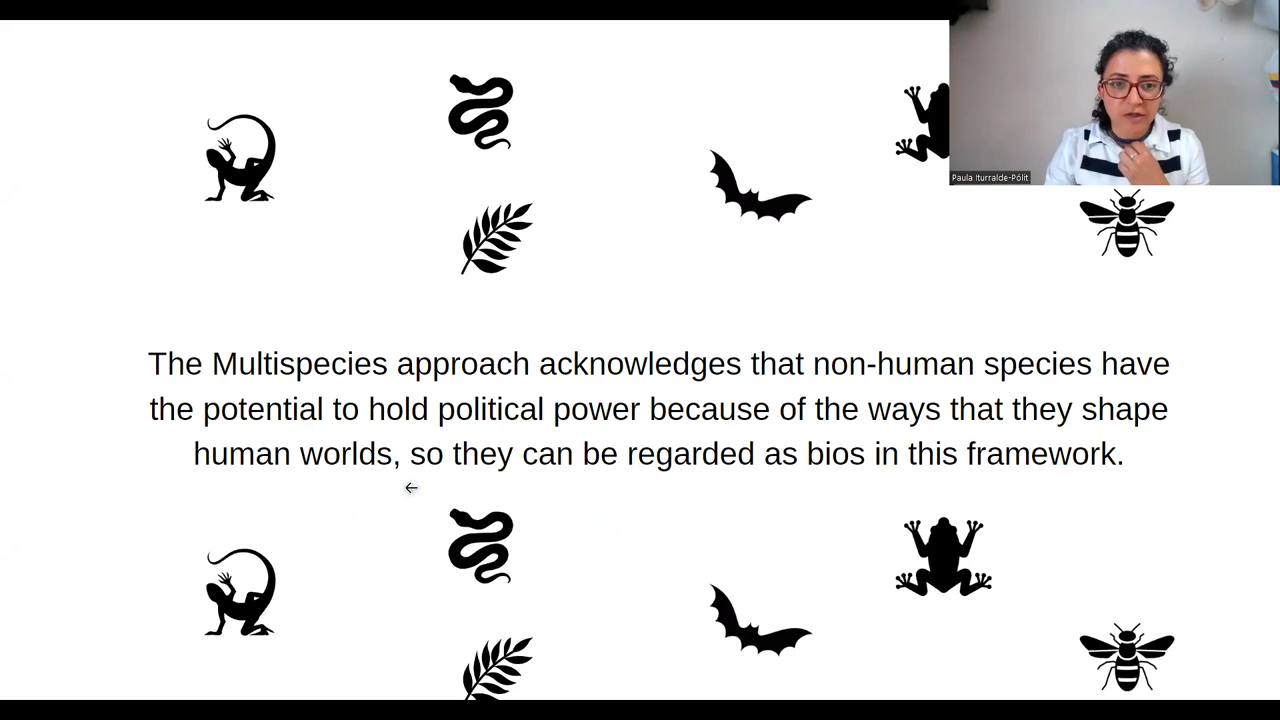 Paula Iturralde-Pólit
The Multispecies approach acknowledges that non-human species have
the potential to hold political power because of the ways that they shape
human worlds, so they can be regarded as bios in this framework.